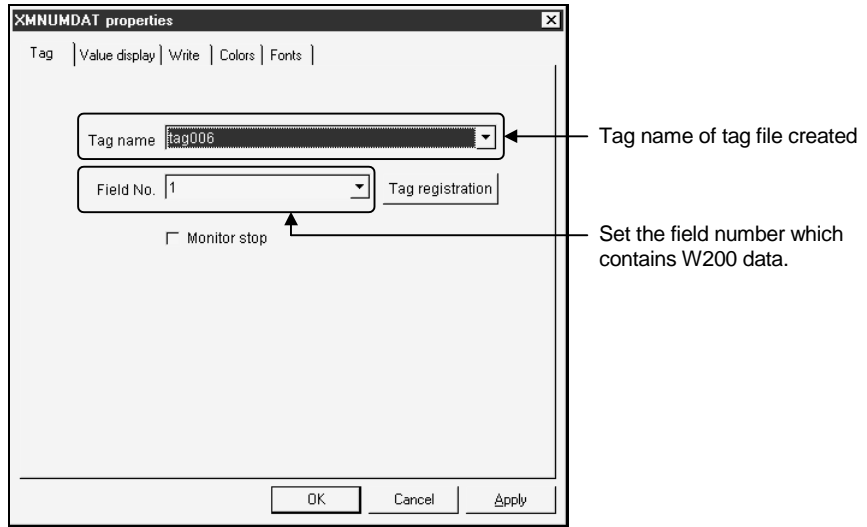 XMNUMDAT properties
Tag Value display Write Colors Fonts
Tag name tag006
Tag name of tag file created
Field No. 1 Tag registration
Monitor stop
Set the field number which
contains W200 data.
OK Cancel Apply